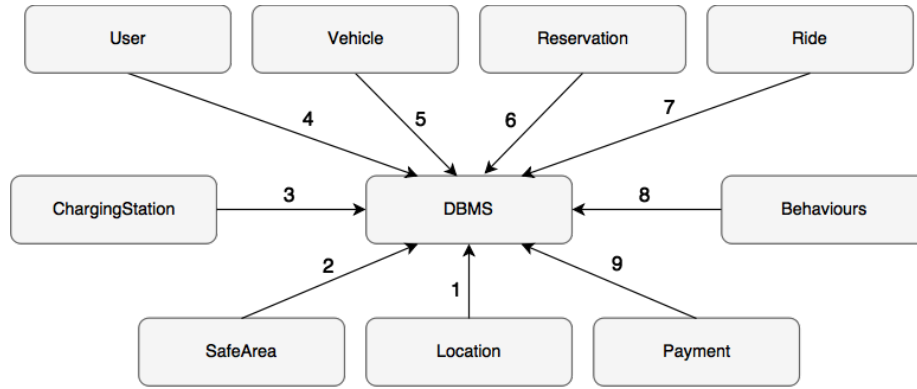 User
Vehicle
Reservation
Ride
4
5
6
7
ChargingStation
3
DBMS
8
Behaviours
2
1
9
SafeArea
Location
Payment